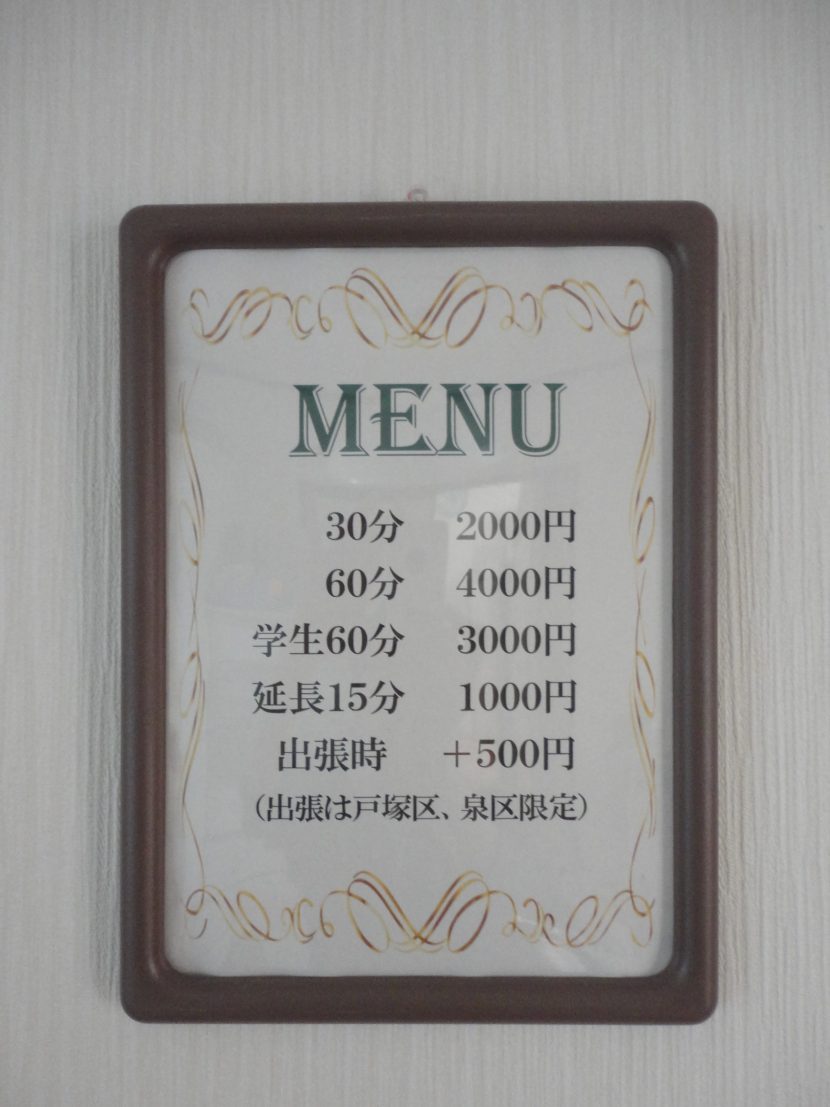 MENU
30分 2000円
60分 4000円
学生60分 3000円
延長15分 1000円
出張時 +500円
(出張は戸塚区、泉区限定)